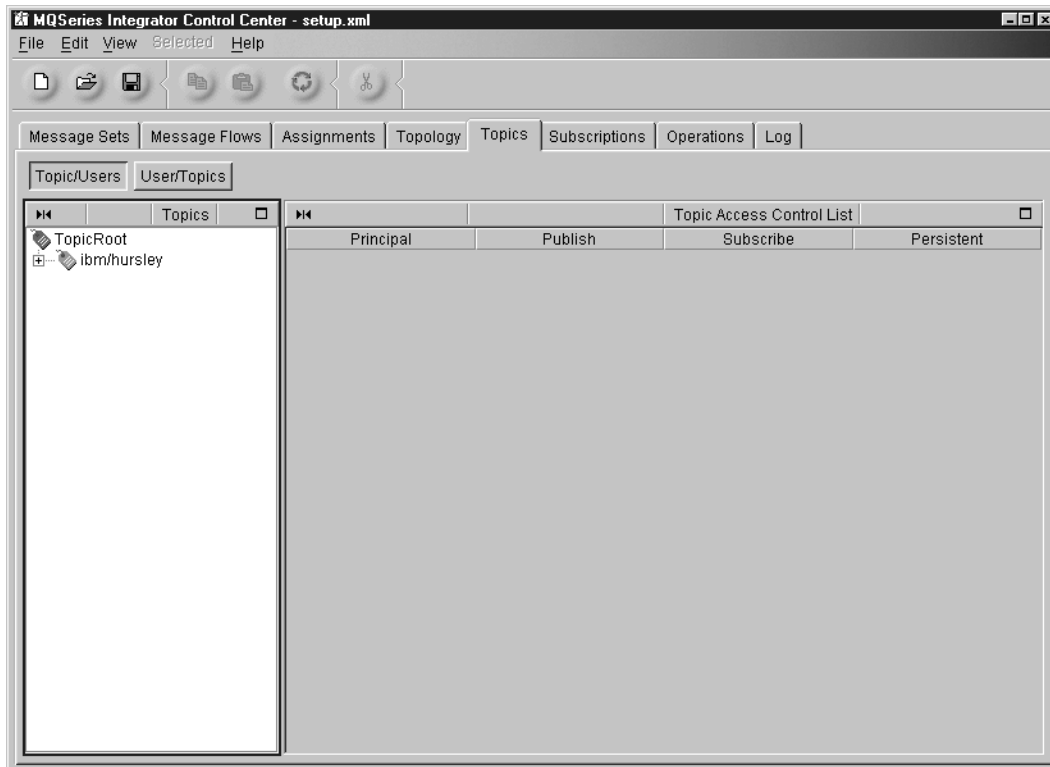 MQSeries Integrator Control Center - setup.xml
File Edit View Selected Help
Message Sets Message Flows Assignments Topology Topics Subscriptions Operations Log
Topic/Users User/Topics
Topics Topic Access Control List
Principal Publish Subscribe Persistent
TopicRoot
ibm/hursley